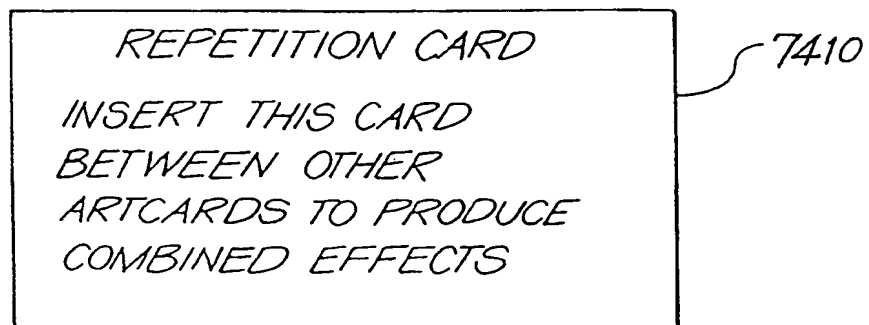 REPETITION CARD
7410
INSERT THIS CARD
BETWEEN OTHER
ARTCARDS TO PRODUCE
COMBINED EFFECTS